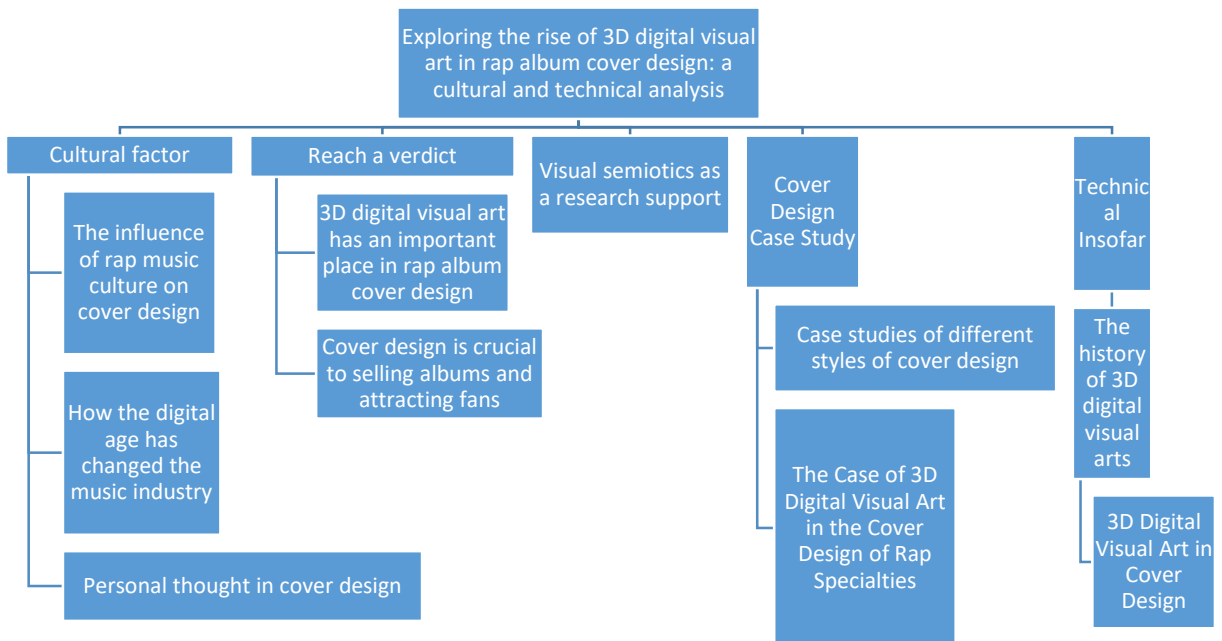 Exploring the rise of 3D digital visual
art in rap album cover design: a
cultural and technical analysis
Cultural factor
The influence
of rap music
culture on
cover design
How the digital
age has
changed the
music industry
Personal thought in cover design
Reach a verdict
3D digital visual art
has an important
place in rap album
cover design
Cover design is crucial
to selling albums and
attracting fans
Visual semiotics as
a research support
Cover
Design
Case Study
Case studies of different
styles of cover design
The Case of 3D
Digital Visual Art
in the Cover
Design of Rap
Specialties
Technic
al
Insofar
The
history
of 3D
digital
visual
arts
3D Digital
Visual Art in
Cover
Design